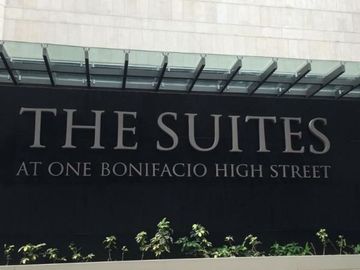 THE SUITES
AT ONE BONIFACIO HIGH STREET